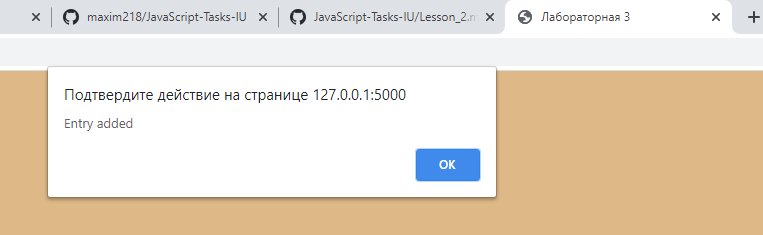 maxim218/JavaScript-Tasks-IU
JavaScript-Tasks-IU/Lesson_2.m
Лабораторная 3
Подтвердите действие на странице 127.0.0.1:5000
Entry added
ОК